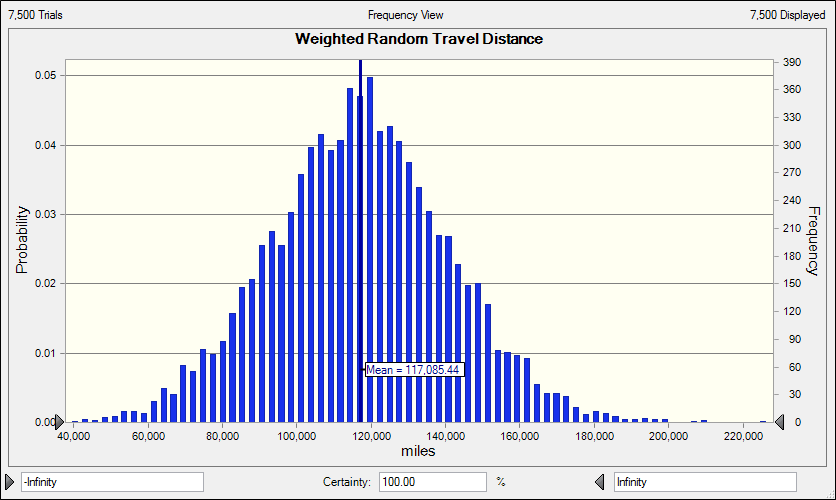 7,500 Trials Frequency View 7,500 Displayed
Weighted Random Travel Distance
0.05
0.04
0.03
0.02
0.01
0.00
Probability
390
360
330
300
270
240
210
180
150
120
90
60
30
0
Frequency
Mean = 117,085.44
40,000 60,000 80,000 100,000 120,000 140,000 160,000 180,000 200,000 220,000
miles
-Infinity Certainty: 100.00 % Infinity